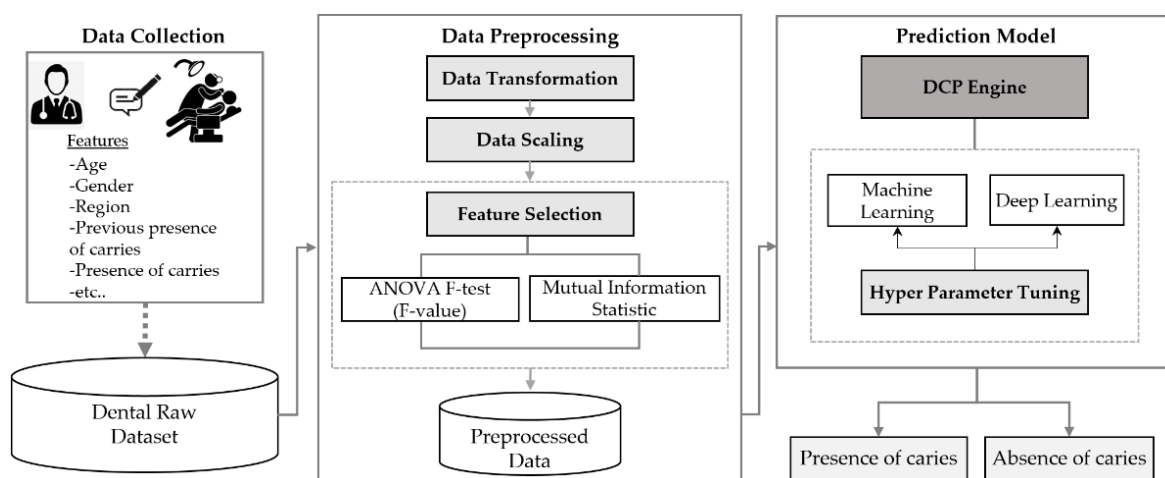 Data Collection
Features
-Age
-Gender
-Region
-Previous presence
of carries
-Presence of carries
-etc..
Dental Raw
Dataset
Data Preprocessing
Data Transformation
Data Scaling
Feature Selection
ANOVA F-test
(F-value)
Mutual Information
Statistic
Preprocessed
Data
Prediction Model
DCP Engine
Machine
Learning
Deep Learning
Hyper Parameter Tuning
Presence of caries
Absence of caries